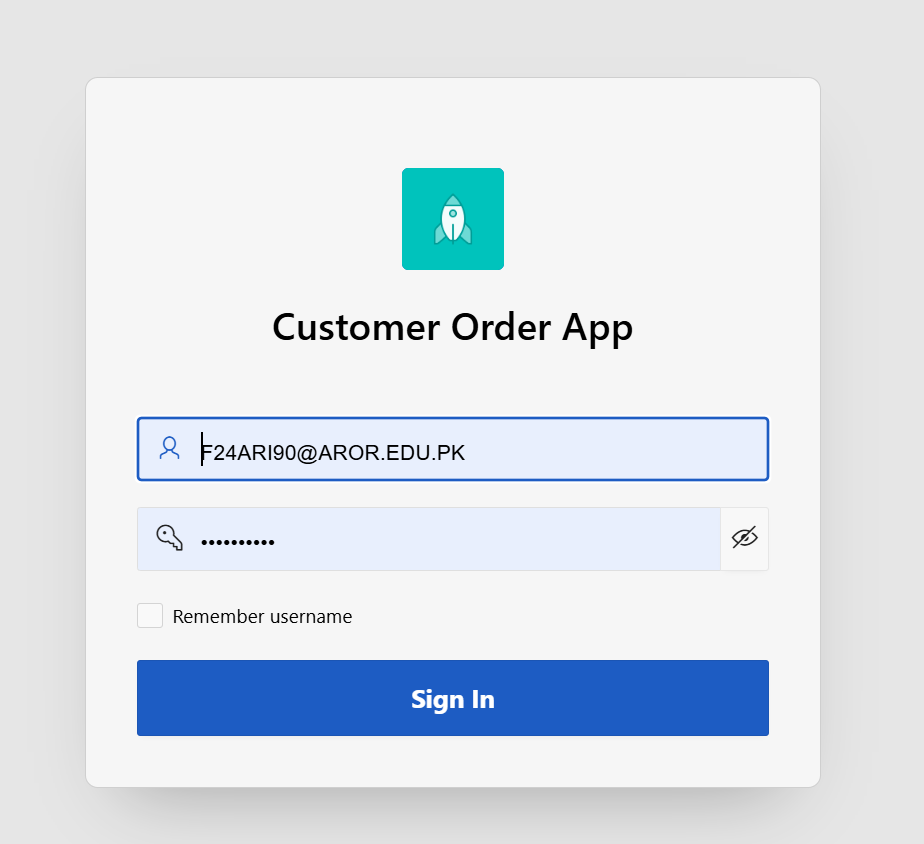 Customer Order App
F24ARI90@AROR.EDU.PK
••••••••••
Remember username
Sign In